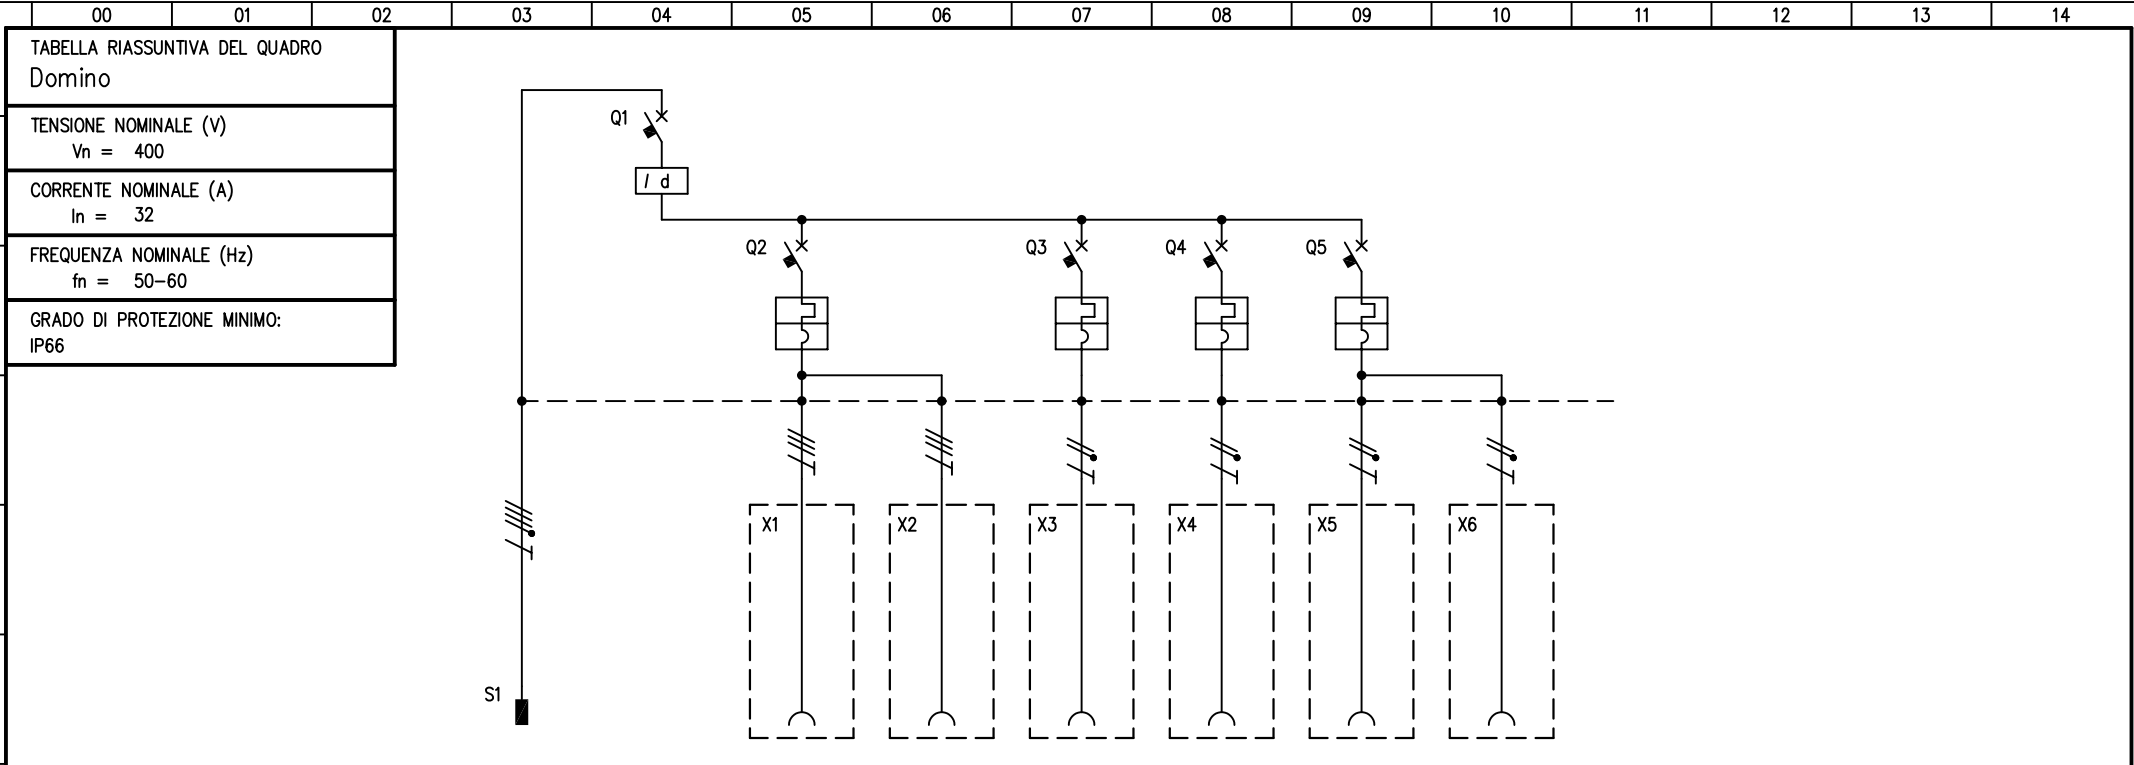 00 01 02 03 04 05 06 07 08 09 10 11 12 13 14
TABELLA RIASSUNTIVA DEL QUADRO
Domino
TENSIONE NOMINALE (V)
Vn = 400
CORRENTE NOMINALE (A)
In = 32
FREQUENZA NOMINALE (Hz)
fn = 50-60
GRADO DI PROTEZIONE MINIMO:
IP66
Q1
I d
Q2 Q3 Q4 Q5
X1 X2 X3 X4 X5 X6
S1